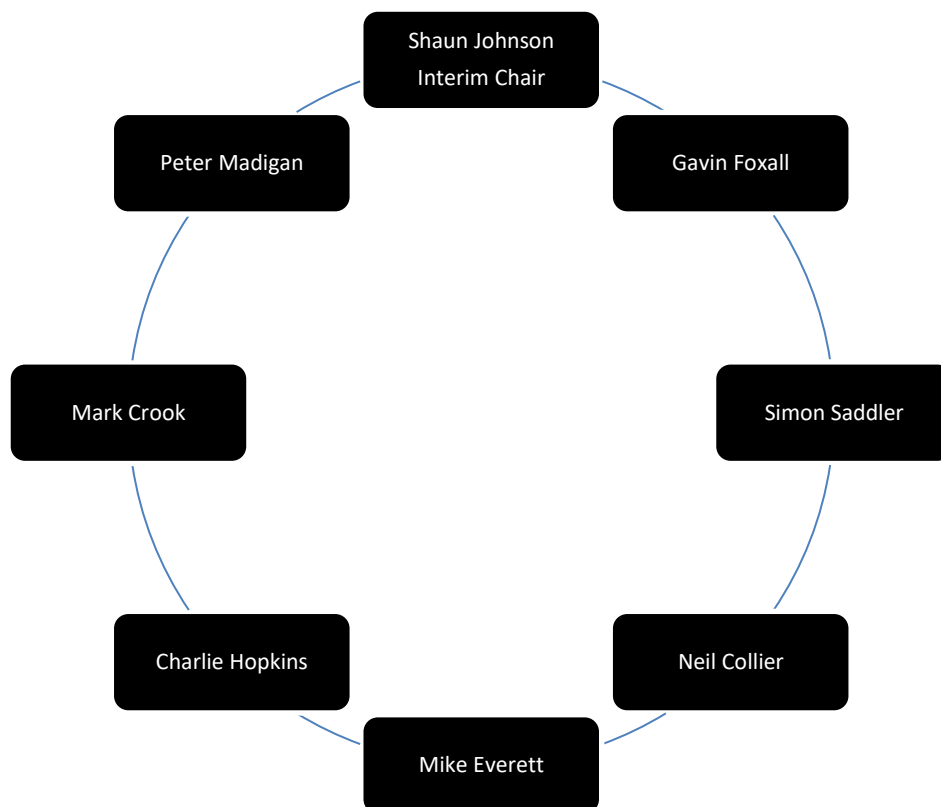 Shaun Johnson
Interim Chair
Peter Madigan
Gavin Foxall
Mark Crook
Simon Saddler
Charlie Hopkins
Neil Collier
Mike Everett